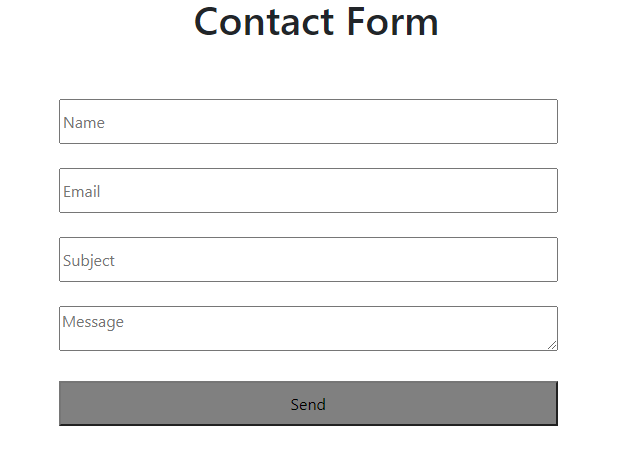 Contact Form
Name
Email
Subject
Message
Send